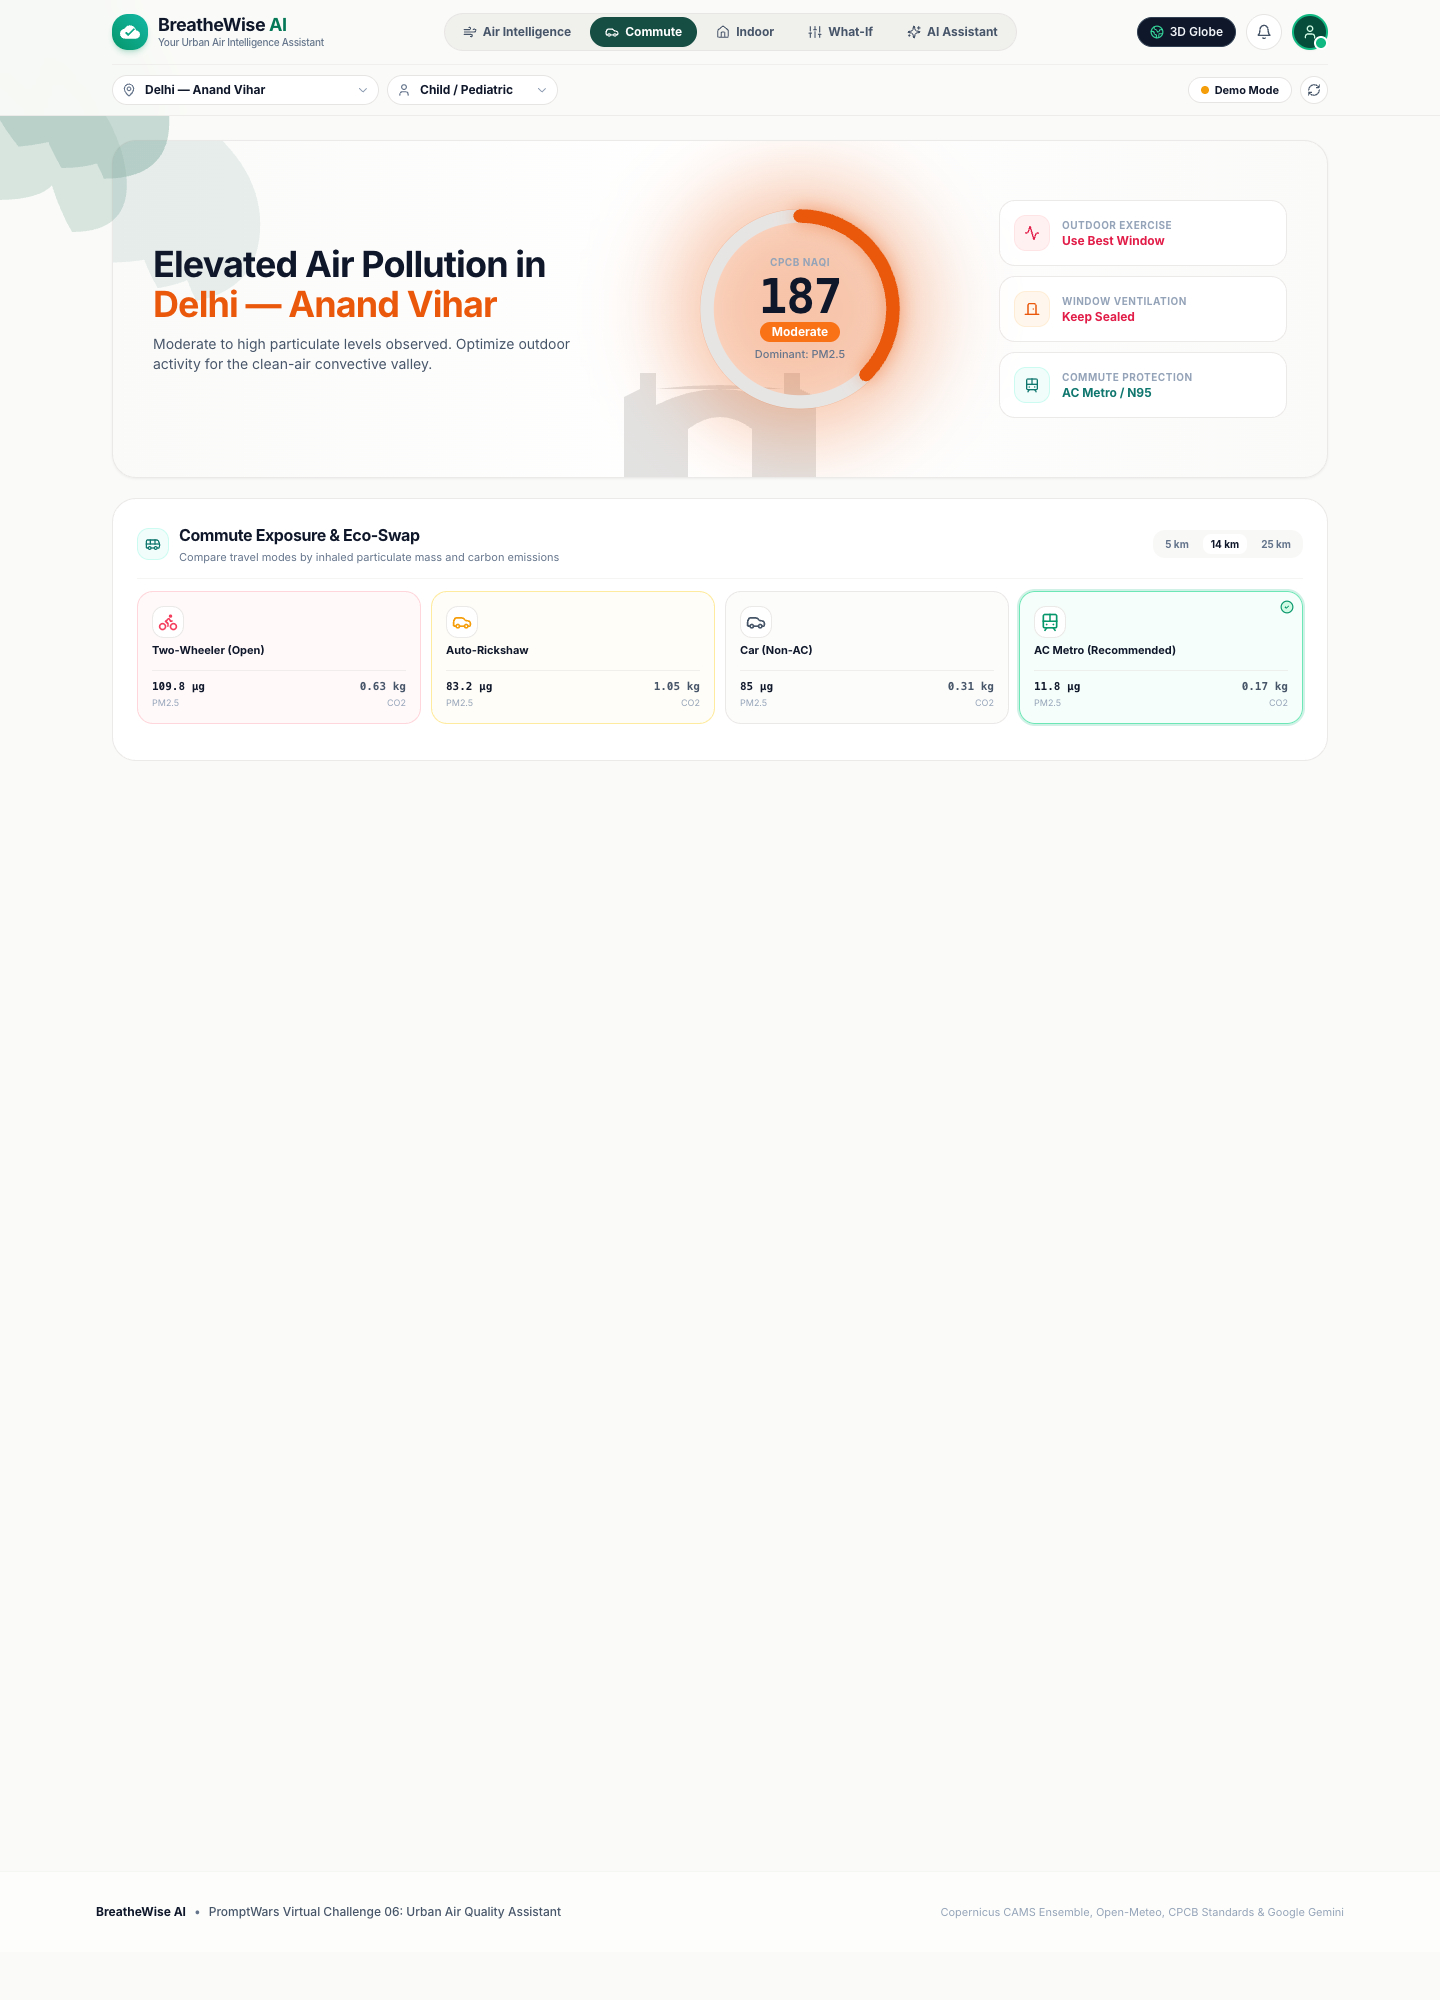 BreatheWise AI
Your Urban Air Intelligence Assistant
Air Intelligence
Commute
Indoor
What-If
AI Assistant
3D Globe
Delhi — Anand Vihar
Child / Pediatric
Demo Mode
Elevated Air Pollution in
Delhi — Anand Vihar
Moderate to high particulate levels observed. Optimize outdoor
activity for the clean-air convective valley.
CPCB NAQI
187
Moderate
Dominant: PM2.5
OUTDOOR EXERCISE
Use Best Window
WINDOW VENTILATION
Keep Sealed
COMMUTE PROTECTION
AC Metro / N95
Commute Exposure & Eco-Swap
Compare travel modes by inhaled particulate mass and carbon emissions
5 km
14 km
25 km
Two-Wheeler (Open)
109.8 µg
0.63 kg
PM2.5
CO2
Auto-Rickshaw
83.2 µg
1.05 kg
PM2.5
CO2
Car (Non-AC)
85 µg
0.31 kg
PM2.5
CO2
AC Metro (Recommended)
11.8 µg
0.17 kg
PM2.5
CO2
BreatheWise AI • PromptWars Virtual Challenge 06: Urban Air Quality Assistant
Copernicus CAMS Ensemble, Open-Meteo, CPCB Standards & Google Gemini